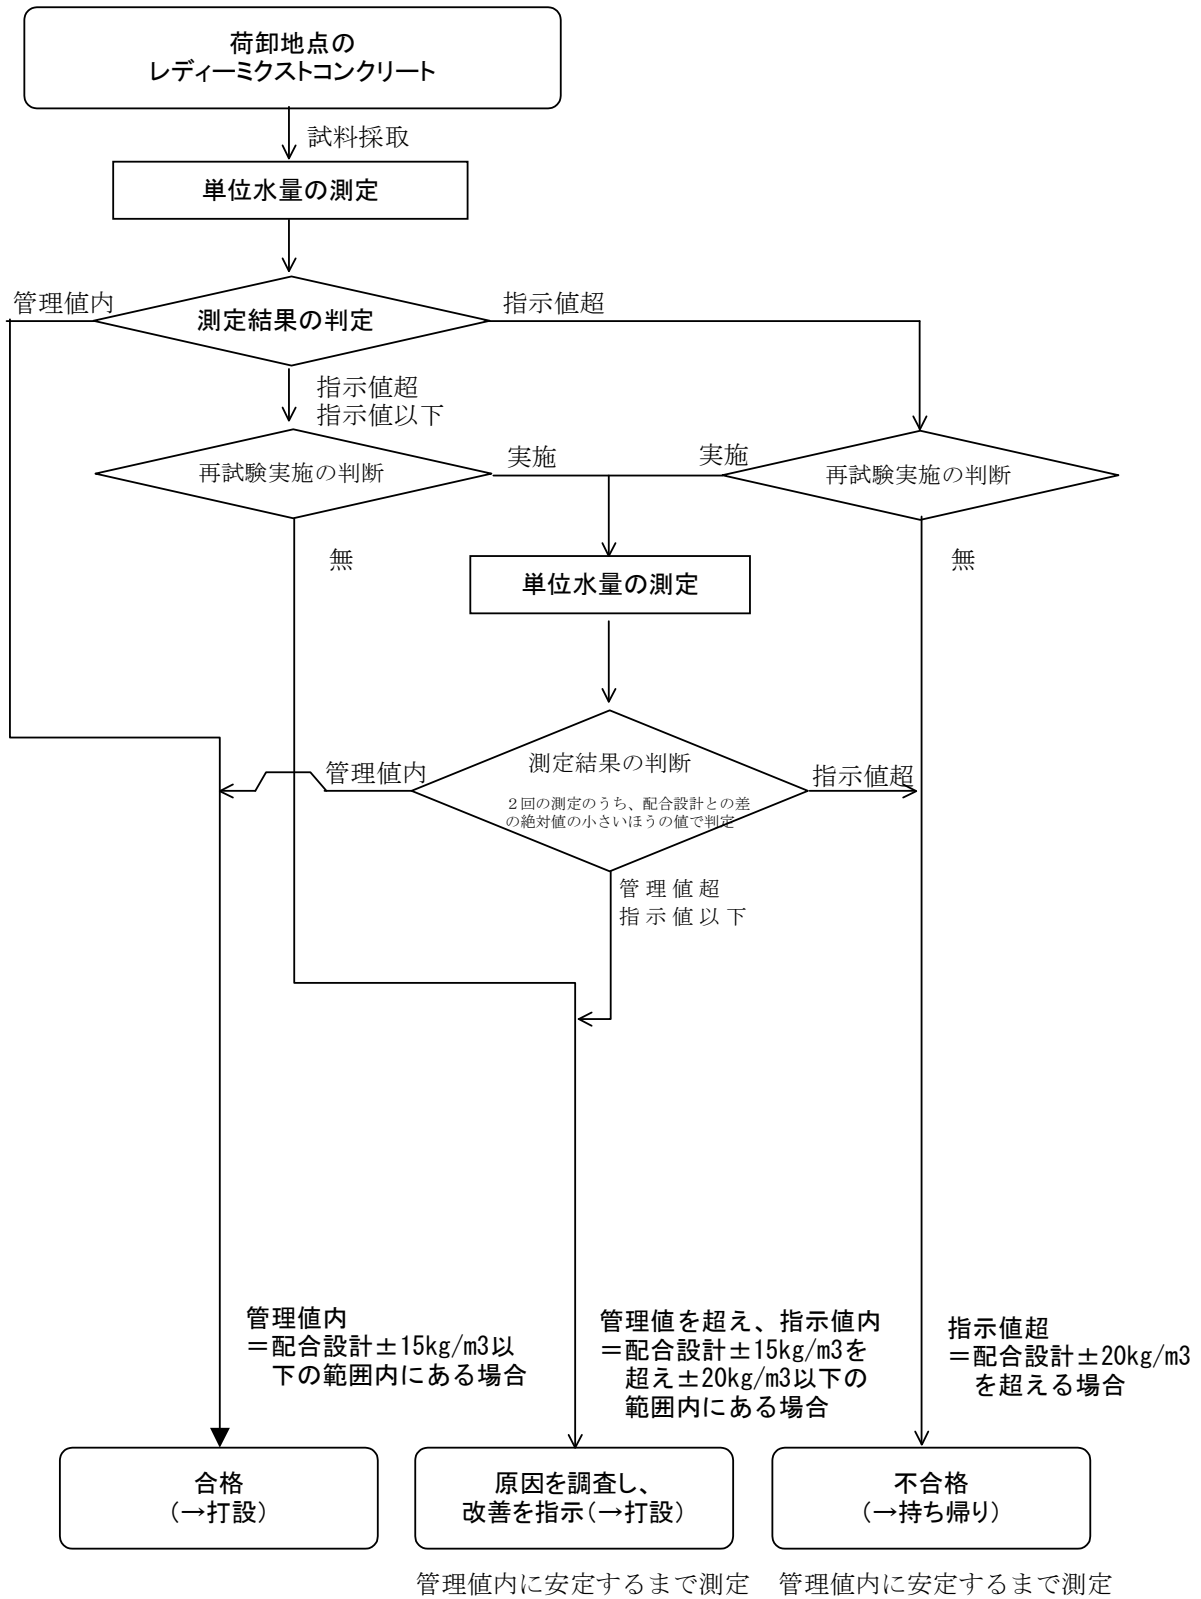 荷卸地点の
レディーミクストコンクリート
試料採取
単位水量の測定
管理値内
測定結果の判定
指示値超
指示値超
指示値以下
再試験実施の判断
実施
実施
再試験実施の判断
無
単位水量の測定
無
測定結果の判断
２回の測定のうち、配合設計との差
の絶対値の小さいほうの値で判定
管理値内
指示値超
管理値超
指示値以下
管理値内
＝配合設計±15kg/m3以
下の範囲内にある場合
管理値を超え、指示値内
＝配合設計±15kg/m3を
超え±20kg/m3以下の
範囲内にある場合
指示値超
＝配合設計±20kg/m3
を超える場合
合格
(→打設)
原因を調査し、
改善を指示(→打設)
不合格
(→持ち帰り)
管理値内に安定するまで測定
管理値内に安定するまで測定